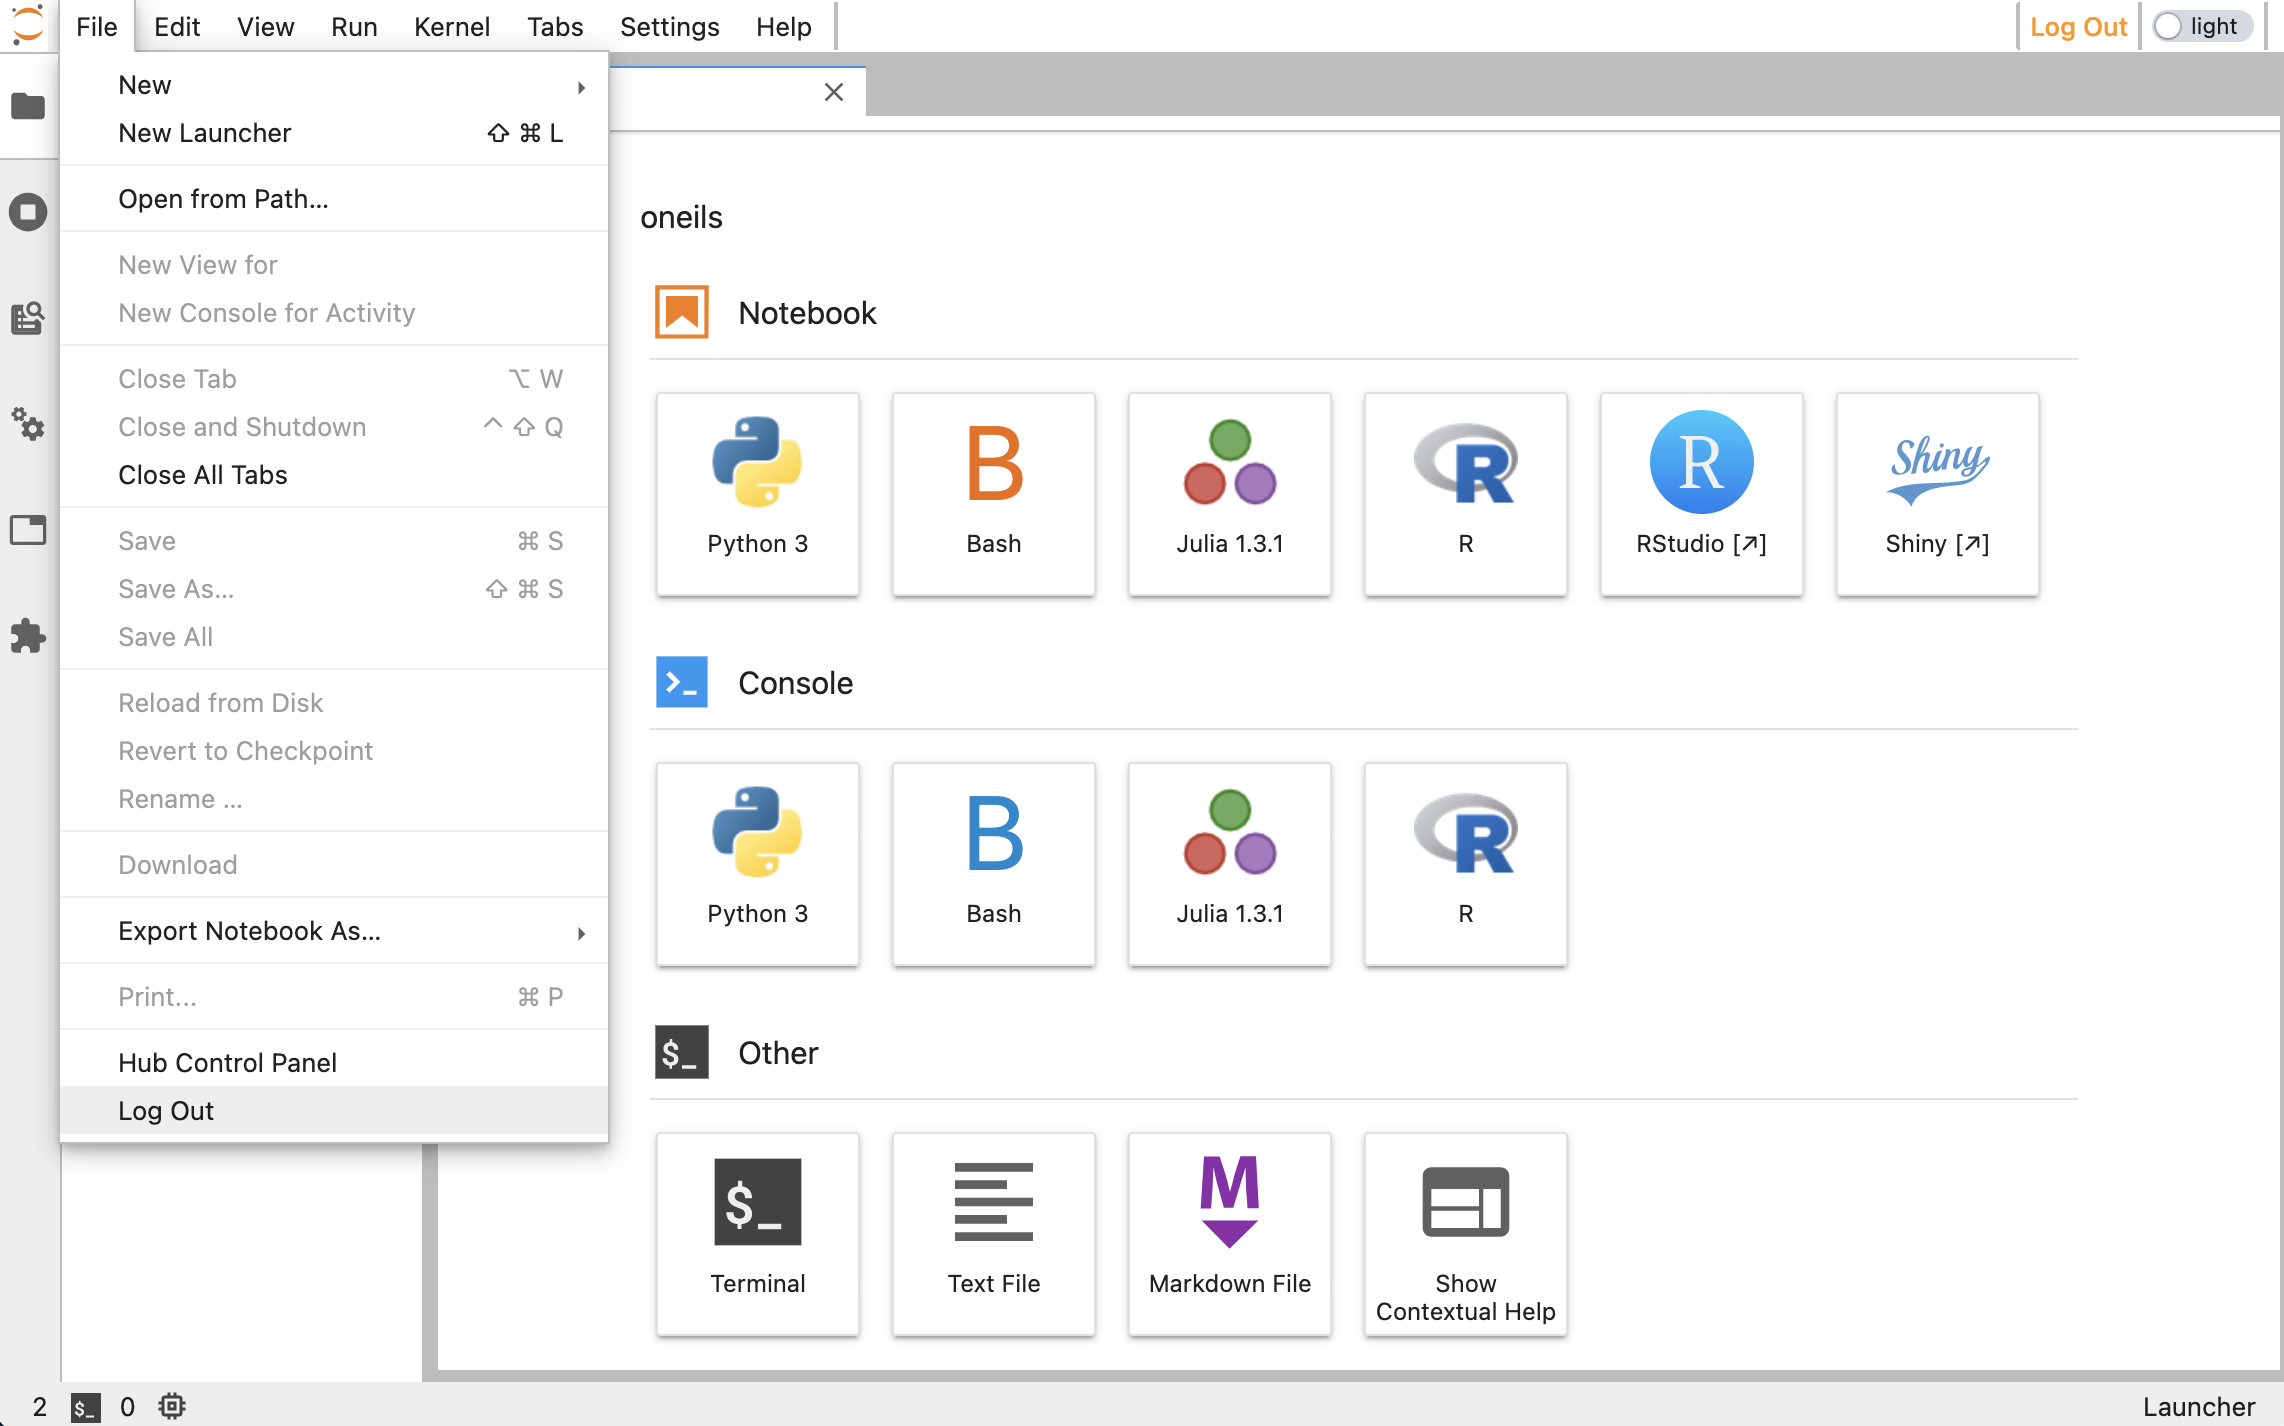 File Edit View Run Kernel Tabs Settings Help
Log Out light
New
New Launcher ⇧ ⌘ L
Open from Path...
New View for
New Console for Activity
Close Tab ⌥ W
Close and Shutdown ^ ⇧ Q
Close All Tabs
Save ⌘ S
Save As... ⇧ ⌘ S
Save All
Reload from Disk
Revert to Checkpoint
Rename ...
Download
Export Notebook As...
Print... ⌘ P
Hub Control Panel
Log Out
oneils
Notebook
B R R Shiny
Python 3 Bash Julia 1.3.1 R RStudio [↗] Shiny [↗]
>_ Console
B R
Python 3 Bash Julia 1.3.1 R
$_ Other
$_ M
Terminal Text File Markdown File Show
Contextual Help
2 $_ 0 Launcher